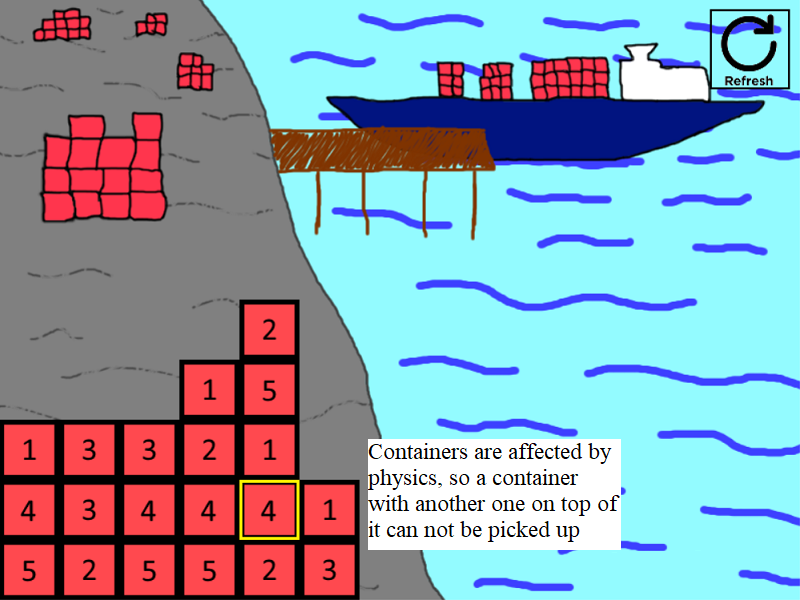 Refresh
2
1 5
1 3 3 2 1
4 3 4 4 4 1
5 2 5 5 2 3
Containers are affected by
physics, so a container
with another one on top of
it can not be picked up